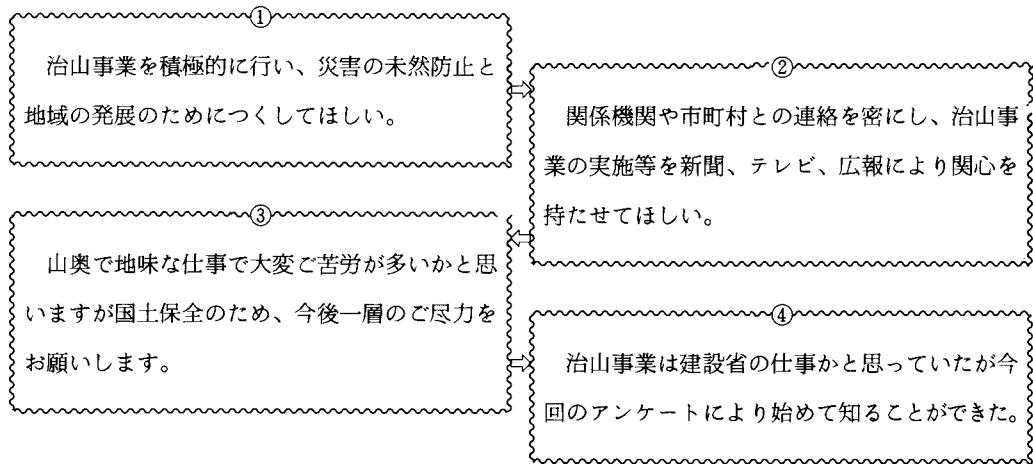 ①
治山事業を積極的に行い、災害の未然防止と
地域の発展のためにつくしてほしい。
②
関係機関や市町村との連絡を密にし、治山事
業の実施等を新聞、テレビ、広報により関心を
持たせてほしい。
③
山奥で地味な仕事で大変ご苦労が多いかと思
いますが国土保全のため、今後一層のご尽力を
お願いします。
④
治山事業は建設省の仕事かと思っていたが今
回のアンケートにより始めて知ることができた。